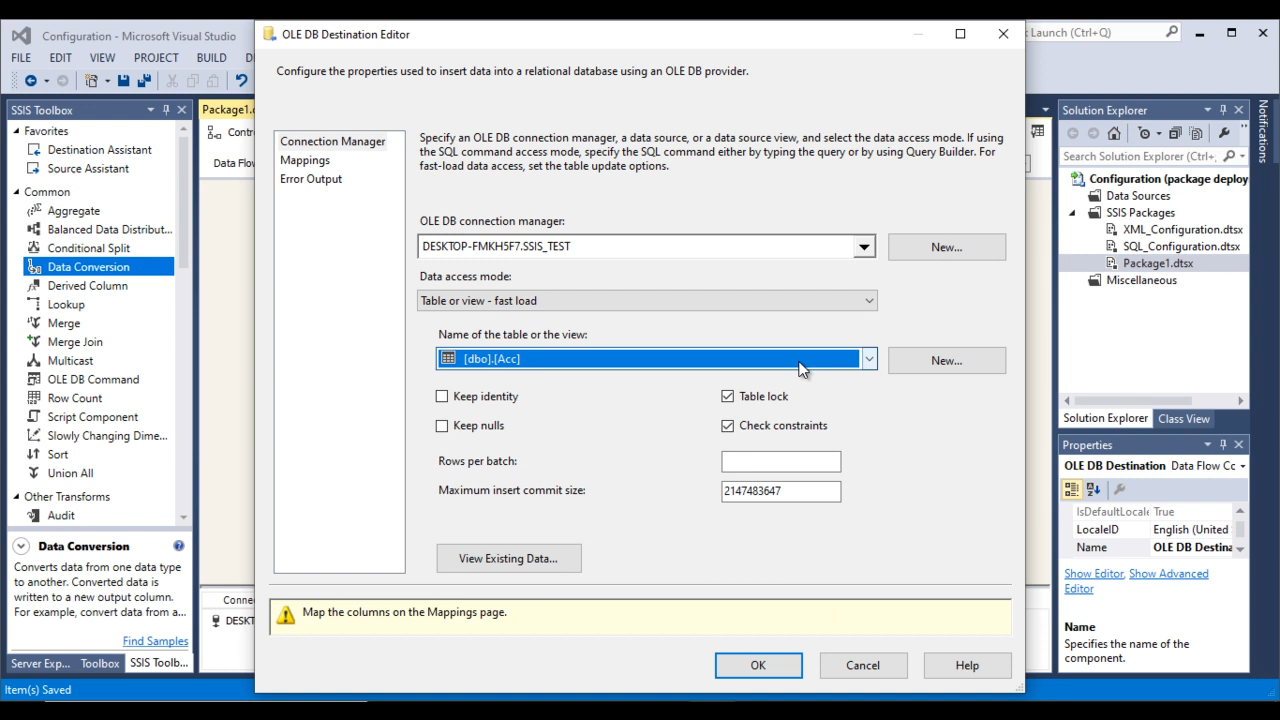 Configuration - Microsoft Visual Studio
Launch (Ctrl+Q)
FILE EDIT VIEW PROJECT BUILD
SSIS Toolbox
Favorites
Destination Assistant
Source Assistant
Common
Aggregate
Balanced Data Distribut...
Conditional Split
Data Conversion
Derived Column
Lookup
Merge
Merge Join
Multicast
OLE DB Command
Row Count
Script Component
Slowly Changing Dime...
Sort
Union All
Other Transforms
Audit
Data Conversion
Converts data from one data type
to another. Converted data is
written to a new output column.
For example, convert data from a...
Find Samples
Server Exp... Toolbox SSIS Toolb...
Item(s) Saved
Package1.
Contr
Data Flov
Conne
DESKT
OLE DB Destination Editor
Configure the properties used to insert data into a relational database using an OLE DB provider.
Connection Manager
Mappings
Error Output
Specify an OLE DB connection manager, a data source, or a data source view, and select the data access mode. If using
the SQL command access mode, specify the SQL command either by typing the query or by using Query Builder. For
fast-load data access, set the table update options.
OLE DB connection manager:
DESKTOP-FMKH5F7.SSIS_TEST
New...
Data access mode:
Table or view - fast load
Name of the table or the view:
[dbo].[Acc]
New...
Keep identity
Table lock
Keep nulls
Check constraints
Rows per batch:
Maximum insert commit size:
2147483647
View Existing Data...
Map the columns on the Mappings page.
OK
Cancel
Help
Solution Explorer
Search Solution Explorer (Ctrl+;
Configuration (package deploy
Data Sources
SSIS Packages
XML_Configuration.dtsx
SQL_Configuration.dtsx
Package1.dtsx
Miscellaneous
Solution Explorer Class View
Properties
OLE DB Destination Data Flow Cc
IsDefaultLocale True
LocaleID English (United
Name OLE DB Destina
Show Editor, Show Advanced
Editor
Name
Specifies the name of the
component.
Notifications